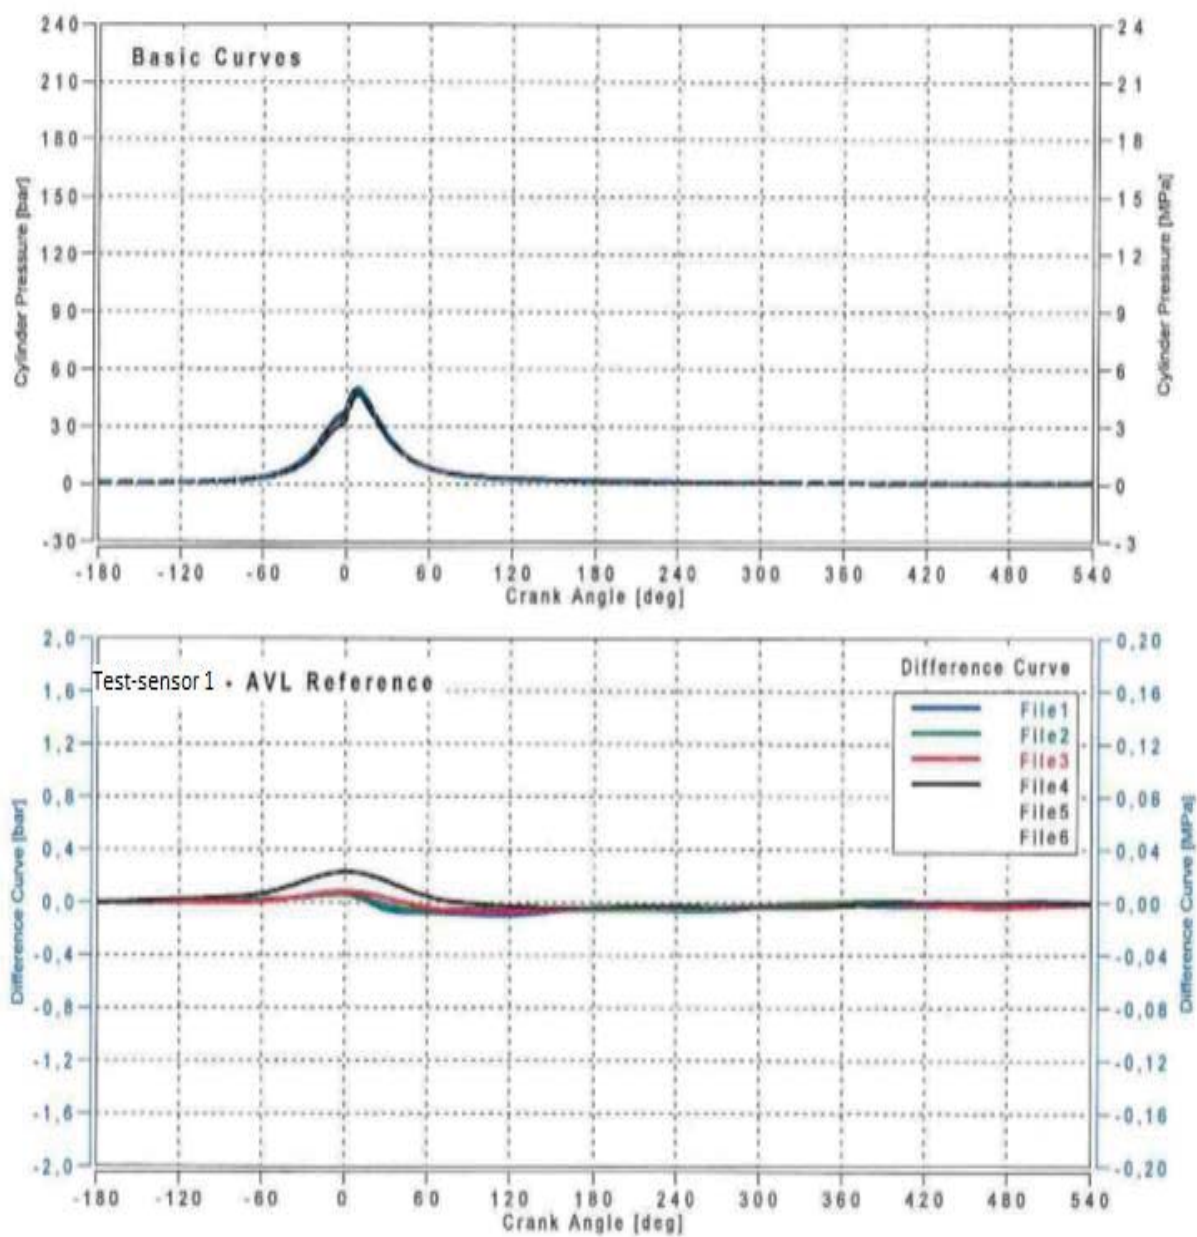 Basic Curves
240
210
180
150
120
90
60
30
0
-30
Cylinder Pressure [bar]
24
21
18
15
12
9
6
3
0
-3
Cylinder Pressure [MPa]
-180 -120 -60 0 60 120 180 240 300 360 420 480 540
Crank Angle [deg]
Test-sensor 1 - AVL Reference
Difference Curve
File1
File2
File3
File4
File5
File6
2,0
1,6
1,2
0,8
0,4
0,0
-0,4
-0,8
-1,2
-1,6
-2,0
Difference Curve [bar]
0,20
0,16
0,12
0,08
0,04
0,00
-0,04
-0,08
-0,12
-0,16
-0,20
Difference Curve [MPa]
-180 -120 -60 0 60 120 180 240 300 360 420 480 540
Crank Angle [deg]